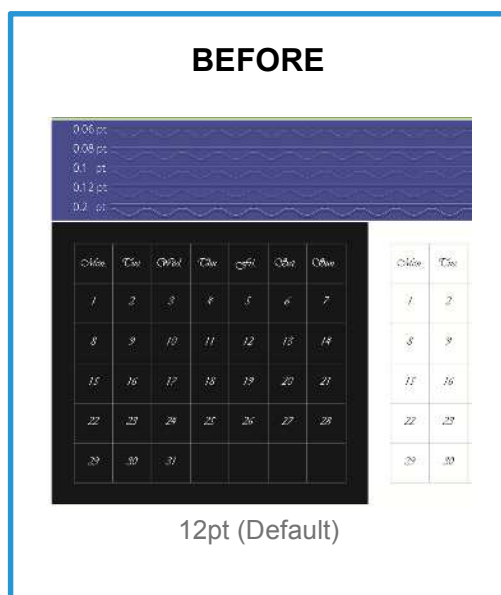 BEFORE
0.06 pt
0.08 pt
0.1 pt
0.12 pt
0.2 pt
Mon. Tue. Wed. Thu. Fri. Sat. Sun.
1 2 3 4 5 6 7
8 9 10 11 12 13 14
15 16 17 18 19 20 21
22 23 24 25 26 27 28
29 30 31
Mon. Tue.
1 2
8 9
15 16
22 23
29 30
12pt (Default)